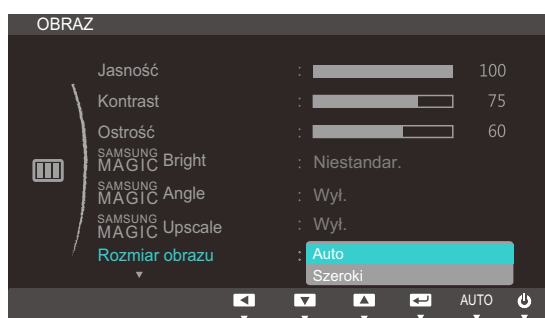 OBRAZ
Jasność : 100
Kontrast : 75
Ostrość : 60
SAMSUNG MAGIC Bright : Niestandar.
SAMSUNG MAGIC Angle : Wył.
SAMSUNG MAGIC Upscale : Wył.
Rozmiar obrazu : Auto
Szeroki
AUTO